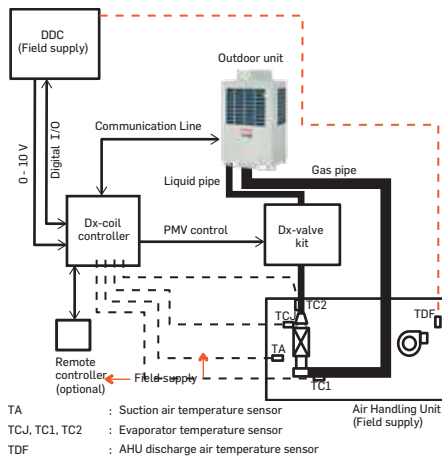 DDC
(Field supply)
Outdoor unit
0 - 10 V
Digital I/O
Communication Line
Liquid pipe
Gas pipe
Dx-coil
controller
PMV control
Dx-valve
kit
TC2
TCJ
TDF
TA
TC1
Remote
controller
(optional)
Field supply
Air Handling Unit
(Field supply)
TA : Suction air temperature sensor
TCJ, TC1, TC2 : Evaporator temperature sensor
TDF : AHU discharge air temperature sensor